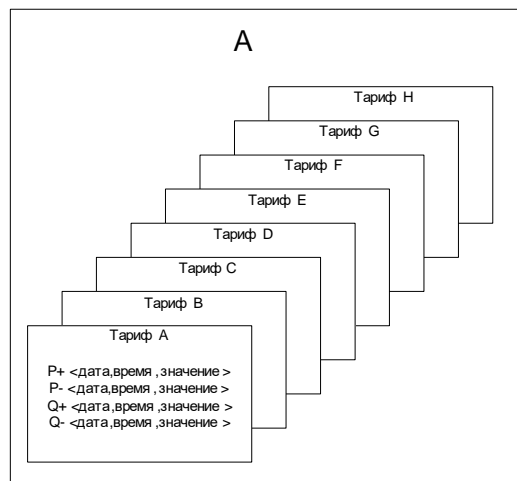 А
Тариф H
Тариф G
Тариф F
Тариф E
Тариф D
Тариф C
Тариф B
Тариф A
P+ <дата,время ,значение >
P- <дата,время ,значение >
Q+ <дата,время ,значение >
Q- <дата,время ,значение >